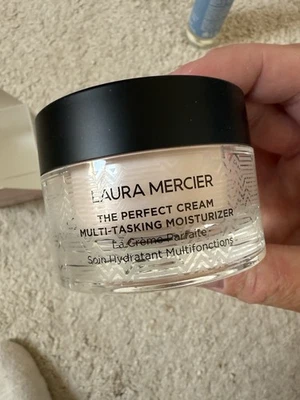 LAURA MERCIER
THE PERFECT CREAM
MULTI-TASKING MOISTURIZER
La Crème Parfaite
Soin Hydratant Multifonctions